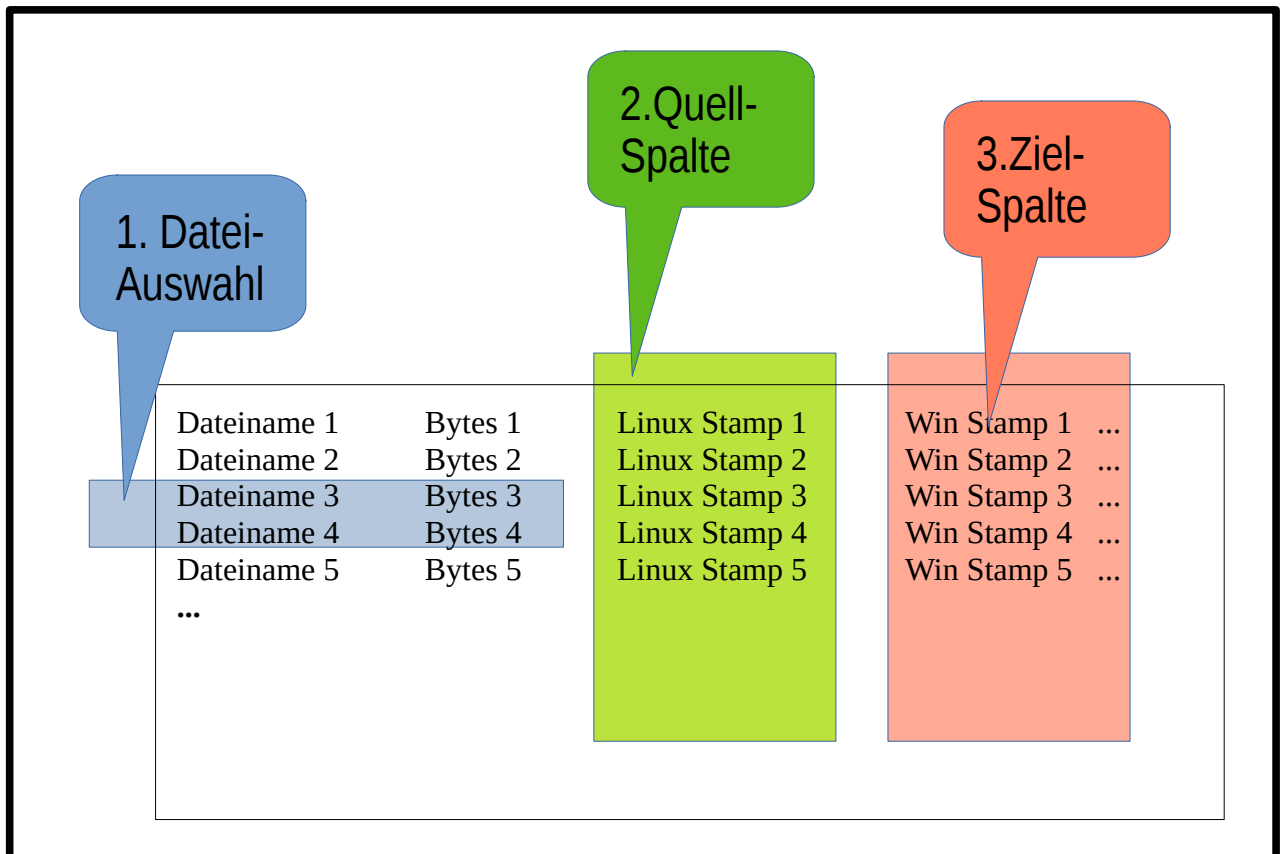 2.Quell-
Spalte
3.Ziel-
Spalte
1. Datei-
Auswahl
Dateiname 1 Bytes 1 Linux Stamp 1 Win Stamp 1 ...
Dateiname 2 Bytes 2 Linux Stamp 2 Win Stamp 2 ...
Dateiname 3 Bytes 3 Linux Stamp 3 Win Stamp 3 ...
Dateiname 4 Bytes 4 Linux Stamp 4 Win Stamp 4 ...
Dateiname 5 Bytes 5 Linux Stamp 5 Win Stamp 5 ...
...